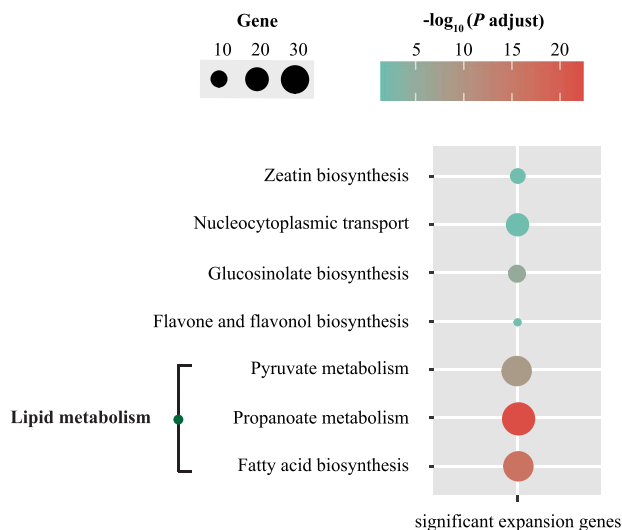 Gene
10 20 30
-log10 (P adjust)
5 10 15 20
Zeatin biosynthesis
Nucleocytoplasmic transport
Glucosinolate biosynthesis
Flavone and flavonol biosynthesis
Pyruvate metabolism
Lipid metabolism
Propanoate metabolism
Fatty acid biosynthesis
significant expansion genes